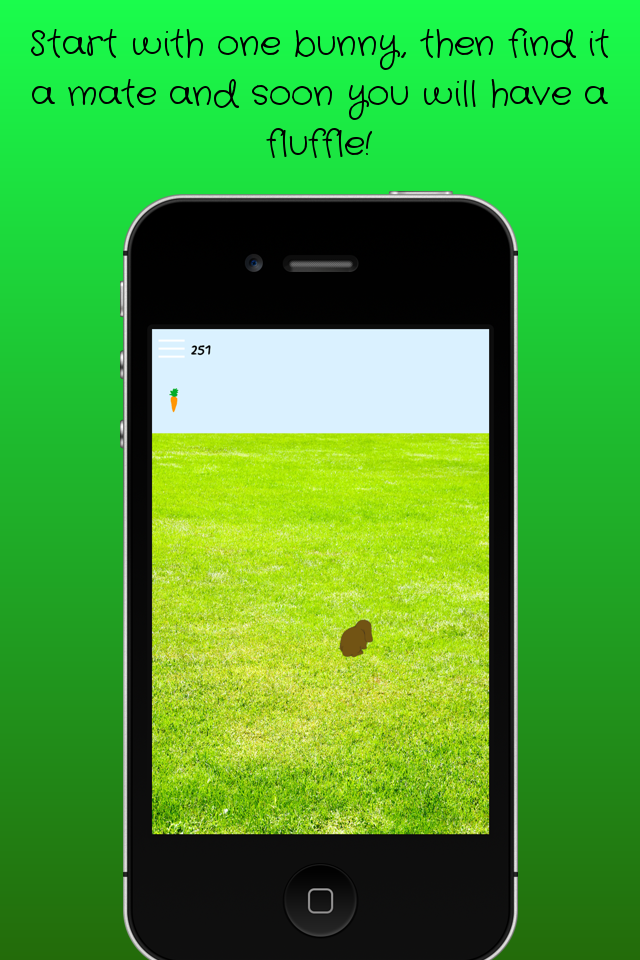 Start with one bunny, then find it
a mate and soon you will have a
fluffle!
251